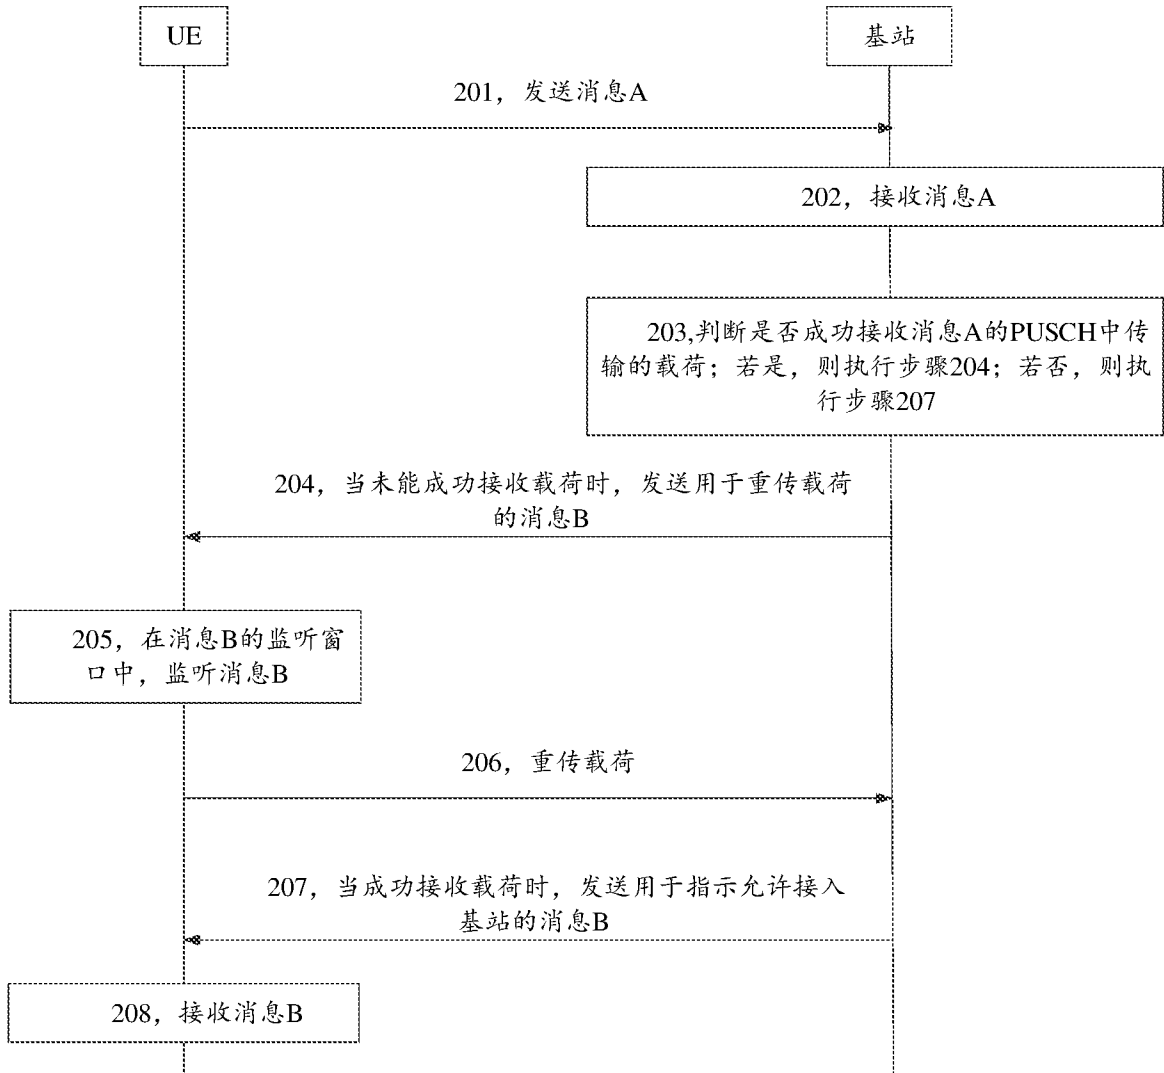 UE
基站
201，发送消息A
202，接收消息A
203,判断是否成功接收消息A的PUSCH中传
输的载荷；若是，则执行步骤204；若否，则执
行步骤207
204，当未能成功接收载荷时，发送用于重传载荷
的消息B
205，在消息B的监听窗
口中，监听消息B
206，重传载荷
207，当成功接收载荷时，发送用于指示允许接入
基站的消息B
208，接收消息B